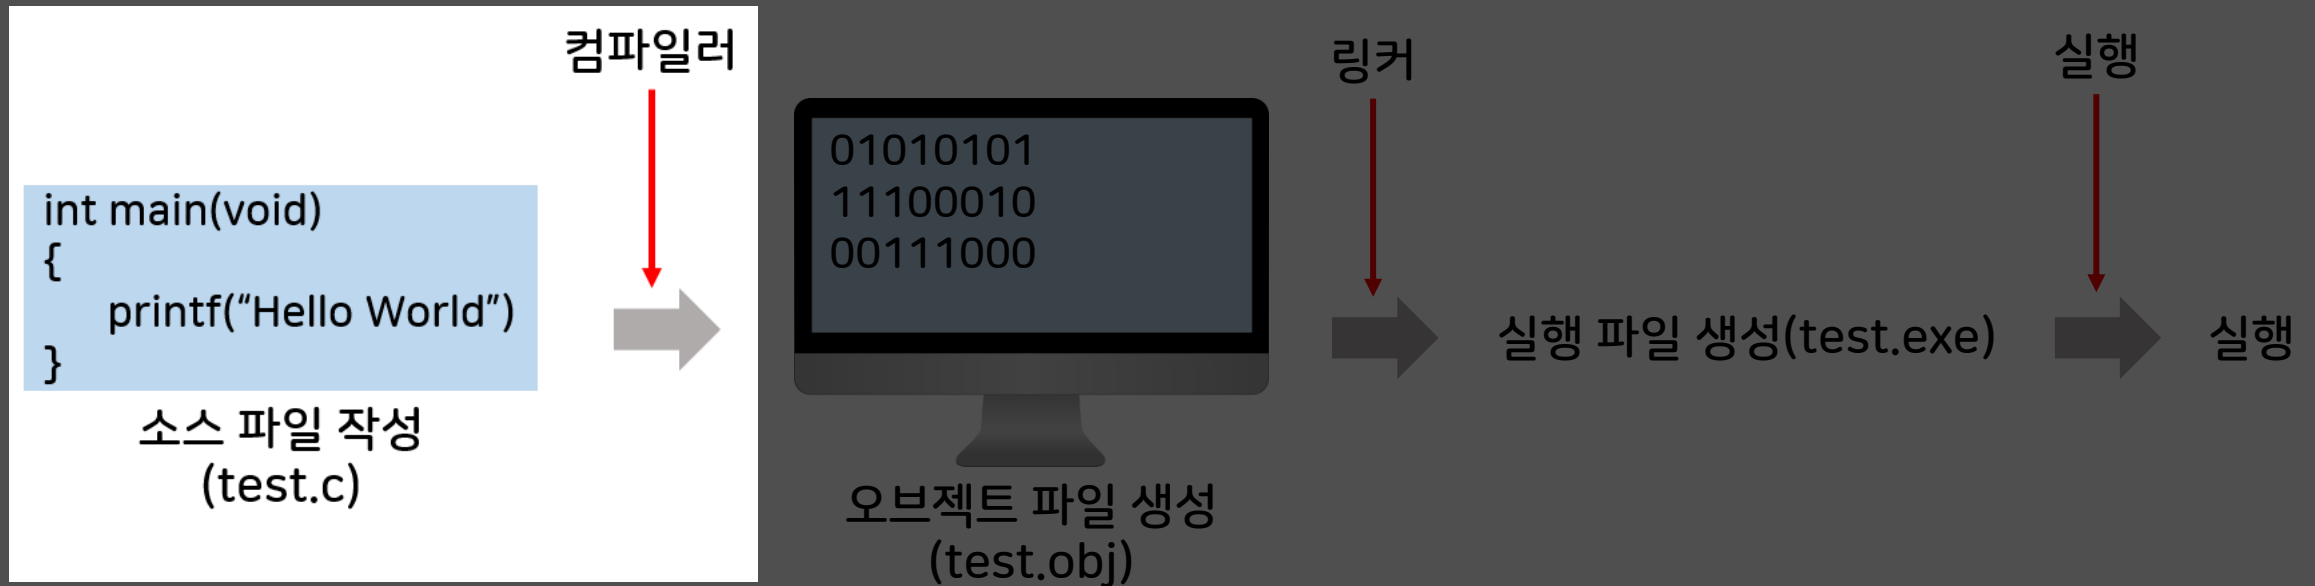 컴파일러
int main(void)
{
printf(“Hello World”)
}
소스 파일 작성
(test.c)
01010101
11100010
00111000
오브젝트 파일 생성
(test.obj)
링커
실행 파일 생성(test.exe)
실행
실행